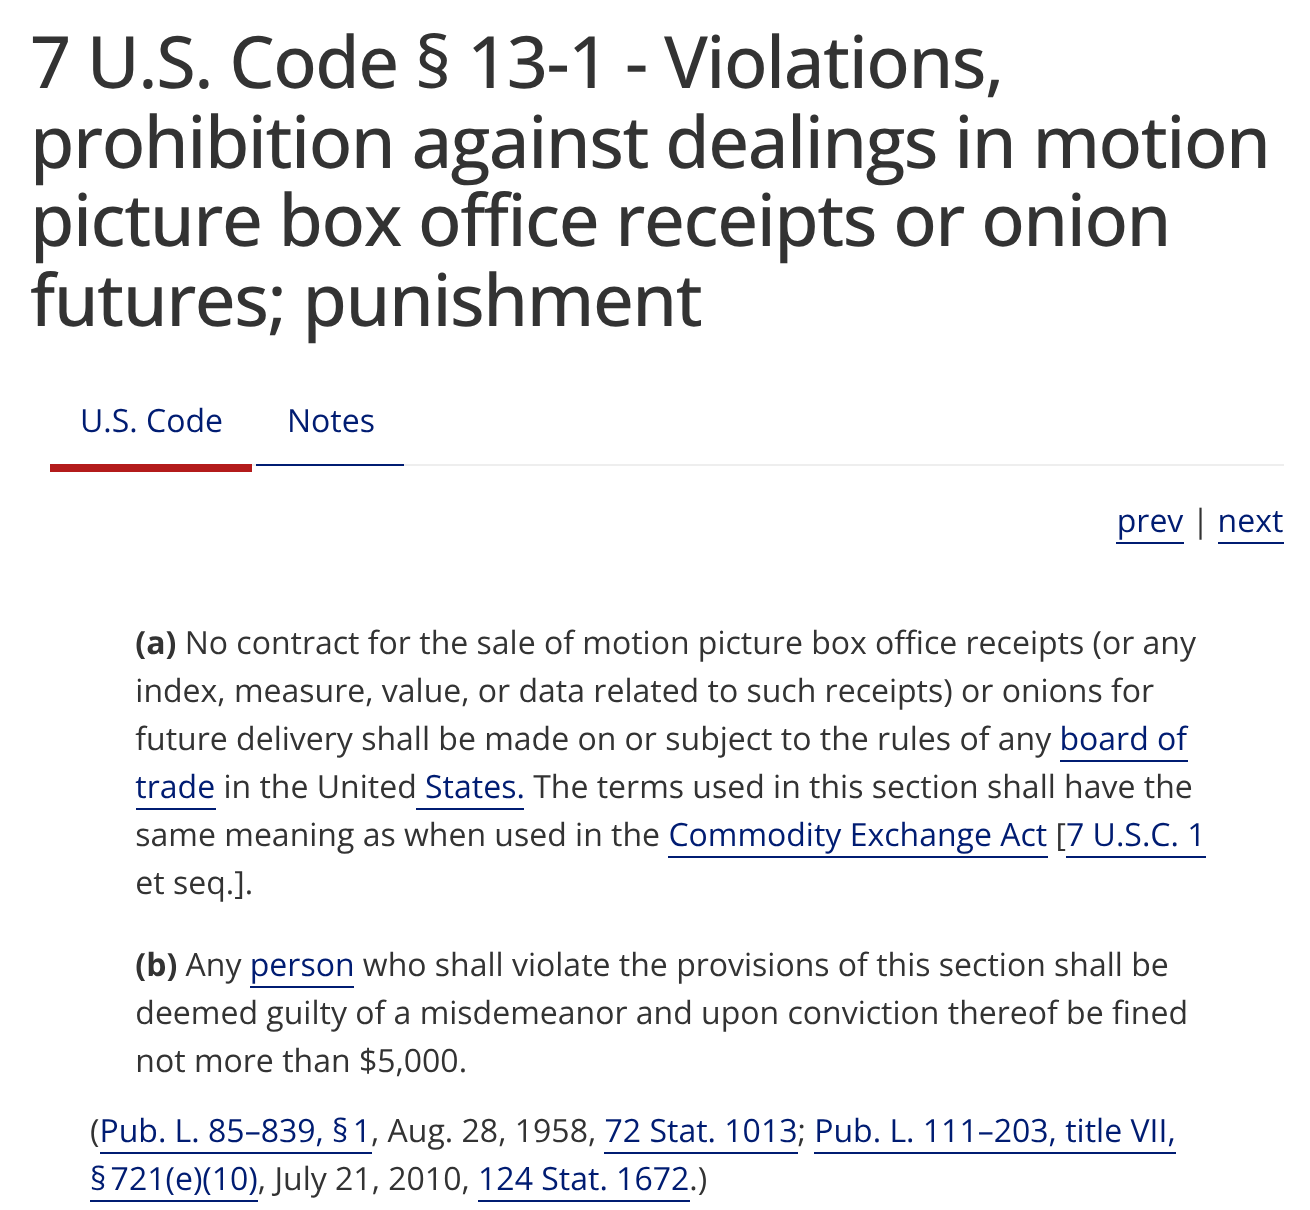 7 U.S. Code § 13-1 - Violations,
prohibition against dealings in motion
picture box office receipts or onion
futures; punishment
U.S. Code Notes
prev | next
(a) No contract for the sale of motion picture box office receipts (or any
index, measure, value, or data related to such receipts) or onions for
future delivery shall be made on or subject to the rules of any board of
trade in the United States. The terms used in this section shall have the
same meaning as when used in the Commodity Exchange Act [7 U.S.C. 1
et seq.].
(b) Any person who shall violate the provisions of this section shall be
deemed guilty of a misdemeanor and upon conviction thereof be fined
not more than $5,000.
(Pub. L. 85–839, § 1, Aug. 28, 1958, 72 Stat. 1013; Pub. L. 111–203, title VII,
§ 721(e)(10), July 21, 2010, 124 Stat. 1672.)